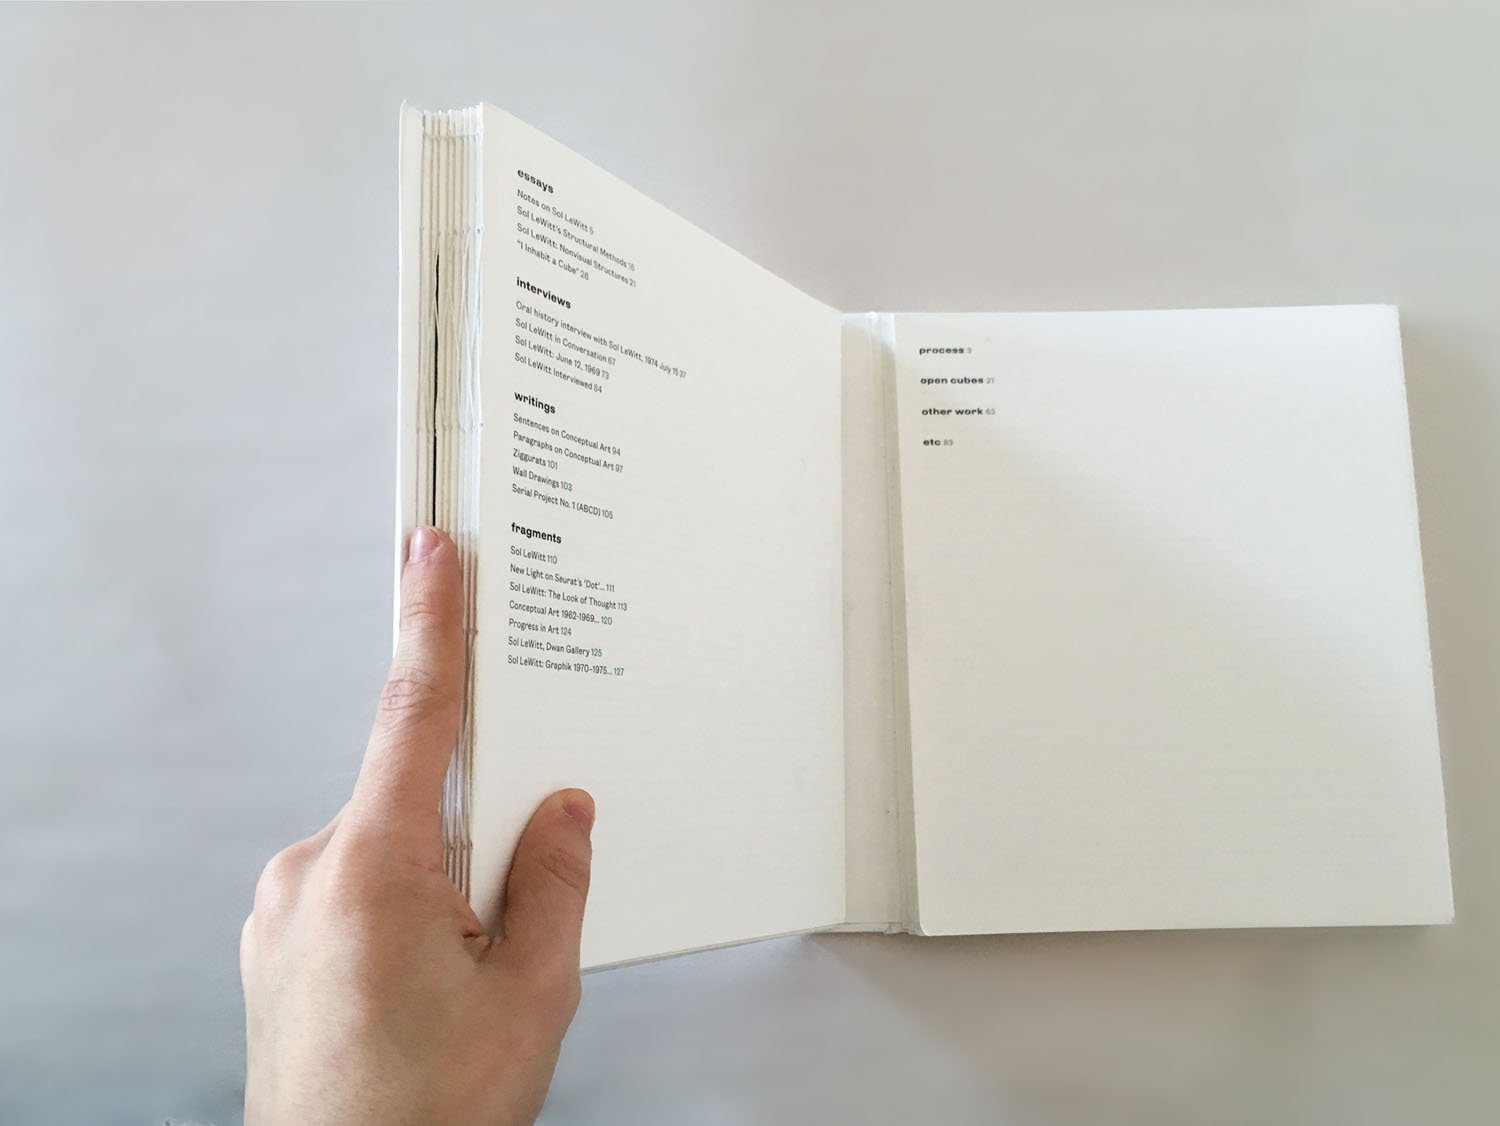 essays
Notes on Sol LeWitt 5
Sol LeWitt's Structural Methods 16
Sol LeWitt: Nonvisual Structures 21
"I Inhabit a Cube" 26
interviews
Oral history interview with Sol LeWitt, 1974 July 15 37
Sol LeWitt in Conversation 67
Sol LeWitt: June 12, 1969 73
Sol LeWitt Interviewed 84
writings
Sentences on Conceptual Art 94
Paragraphs on Conceptual Art 97
Ziggurats 101
Wall Drawings 103
Serial Project No. 1 (ABCD) 105
fragments
Sol LeWitt 110
New Light on Seurat's 'Dot'... 111
Sol LeWitt: The Look of Thought 113
Conceptual Art 1962-1969... 120
Progress in Art 124
Sol LeWitt, Dwan Gallery 125
Sol LeWitt: Graphik 1970-1975... 127
process 3
open cubes 21
other work 63
etc 83